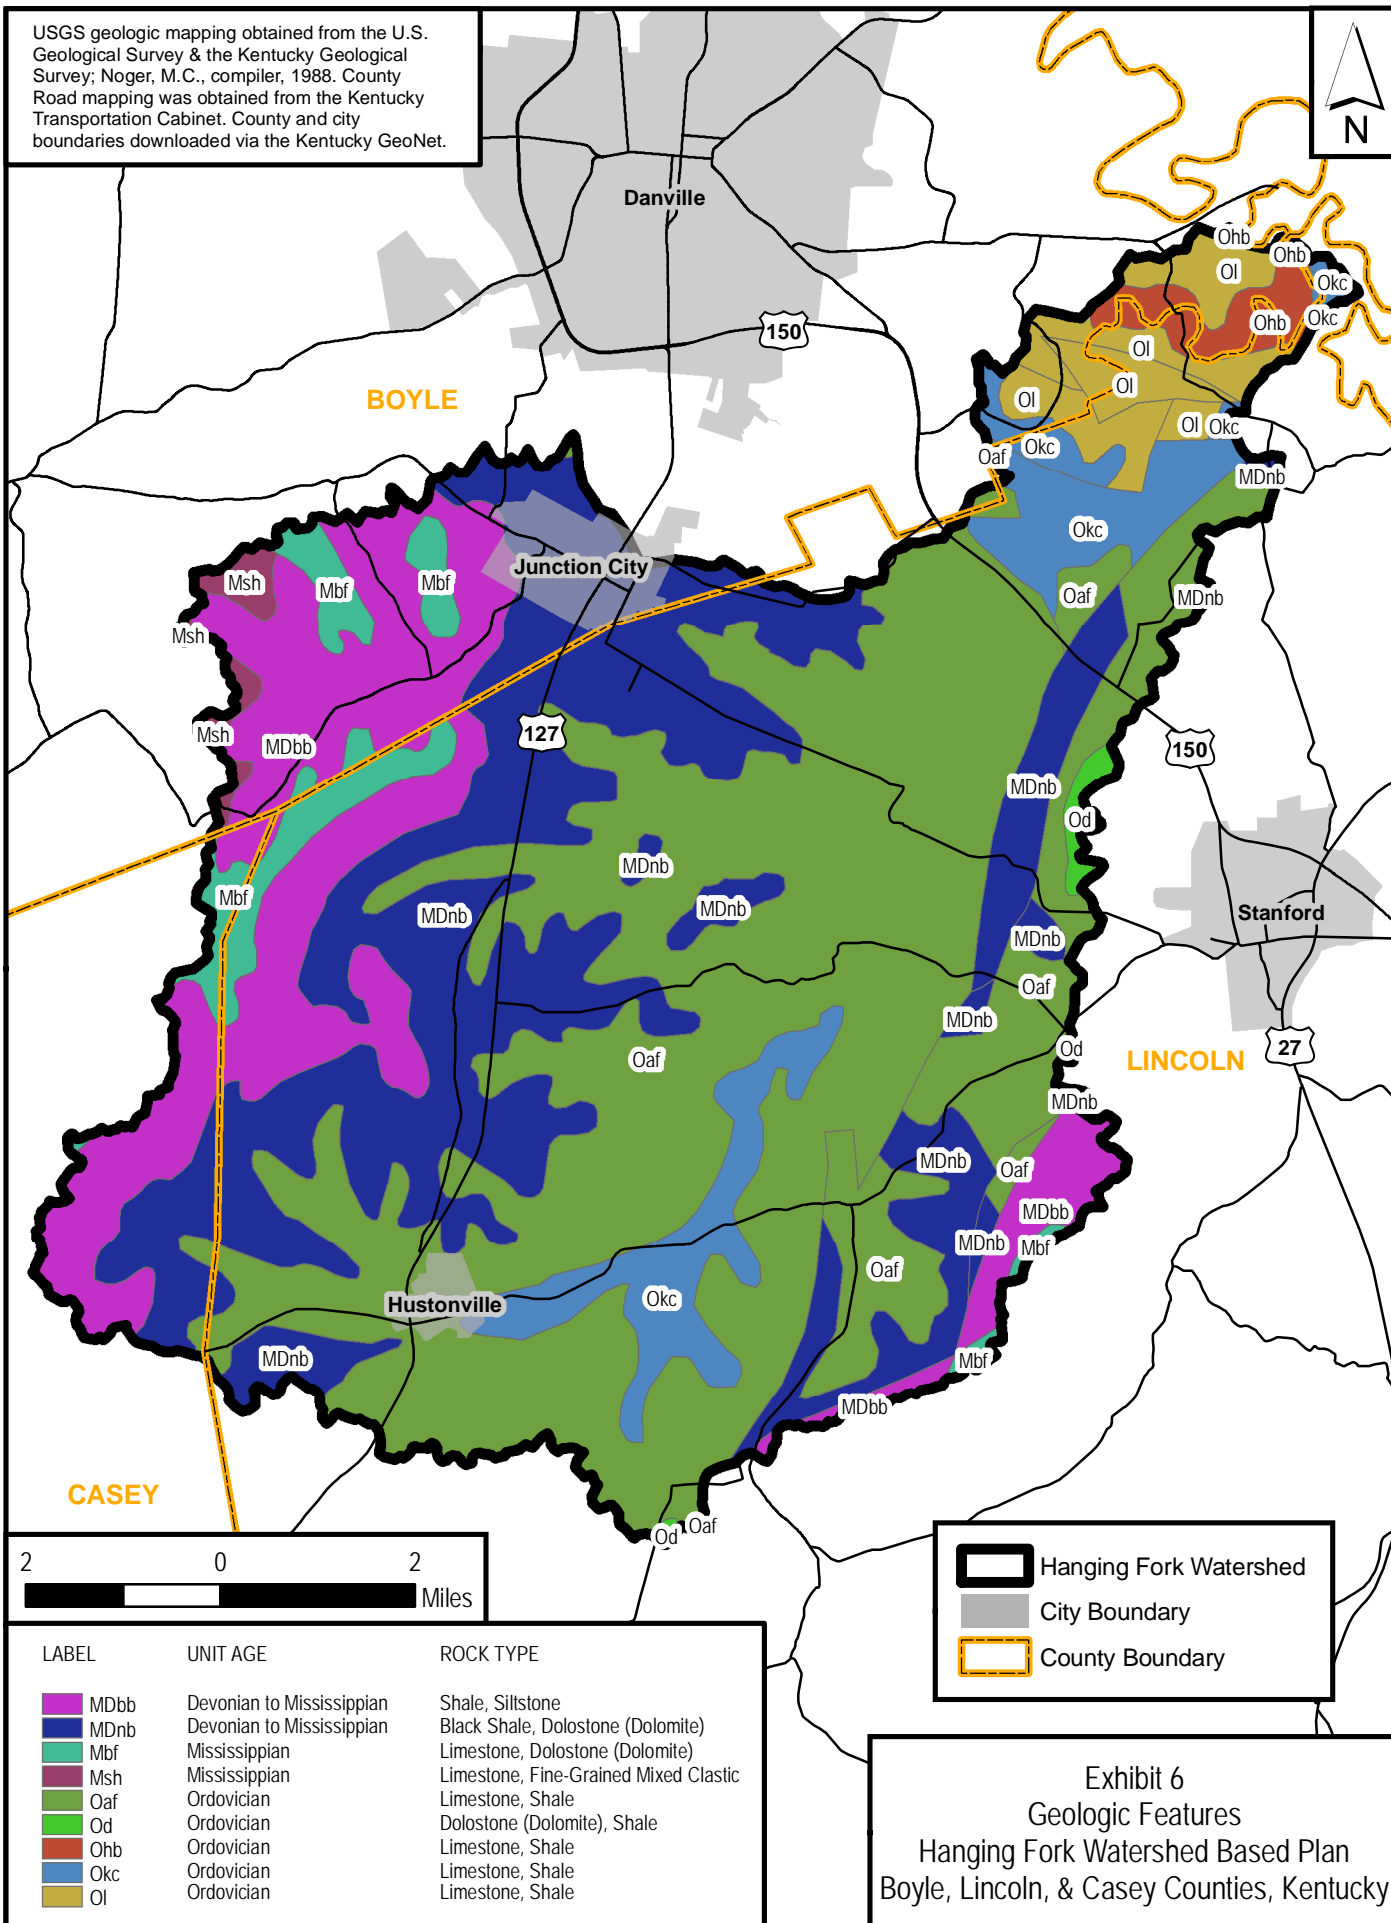 USGS geologic mapping obtained from the U.S.
Geological Survey & the Kentucky Geological
Survey; Noger, M.C., compiler, 1988. County
Road mapping was obtained from the Kentucky
Transportation Cabinet. County and city
boundaries downloaded via the Kentucky GeoNet.
N
Danville
Ohb
Ohb
Ol
Okc
150
Ohb
Okc
Ol
Ol
BOYLE
Ol
Ol
Okc
Okc
Oaf
MDnb
Okc
Junction City
Msh
Mbf
Mbf
Oaf
MDnb
Msh
Msh
MDbb
127
150
MDnb
Od
MDnb
Mbf
MDnb
MDnb
Stanford
MDnb
Oaf
MDnb
Oaf
Od
27
LINCOLN
MDnb
MDnb
Oaf
MDbb
MDnb
Mbf
Oaf
Okc
Hustonville
MDnb
Mbf
MDbb
CASEY
Od
Oaf
2 0 2
Miles
Hanging Fork Watershed
City Boundary
County Boundary
LABEL UNIT AGE ROCK TYPE
MDbb Devonian to Mississippian Shale, Siltstone
MDnb Devonian to Mississippian Black Shale, Dolostone (Dolomite)
Mbf Mississippian Limestone, Dolostone (Dolomite)
Msh Mississippian Limestone, Fine-Grained Mixed Clastic
Oaf Ordovician Limestone, Shale
Od Ordovician Dolostone (Dolomite), Shale
Ohb Ordovician Limestone, Shale
Okc Ordovician Limestone, Shale
Ol Ordovician Limestone, Shale
Exhibit 6
Geologic Features
Hanging Fork Watershed Based Plan
Boyle, Lincoln, & Casey Counties, Kentucky